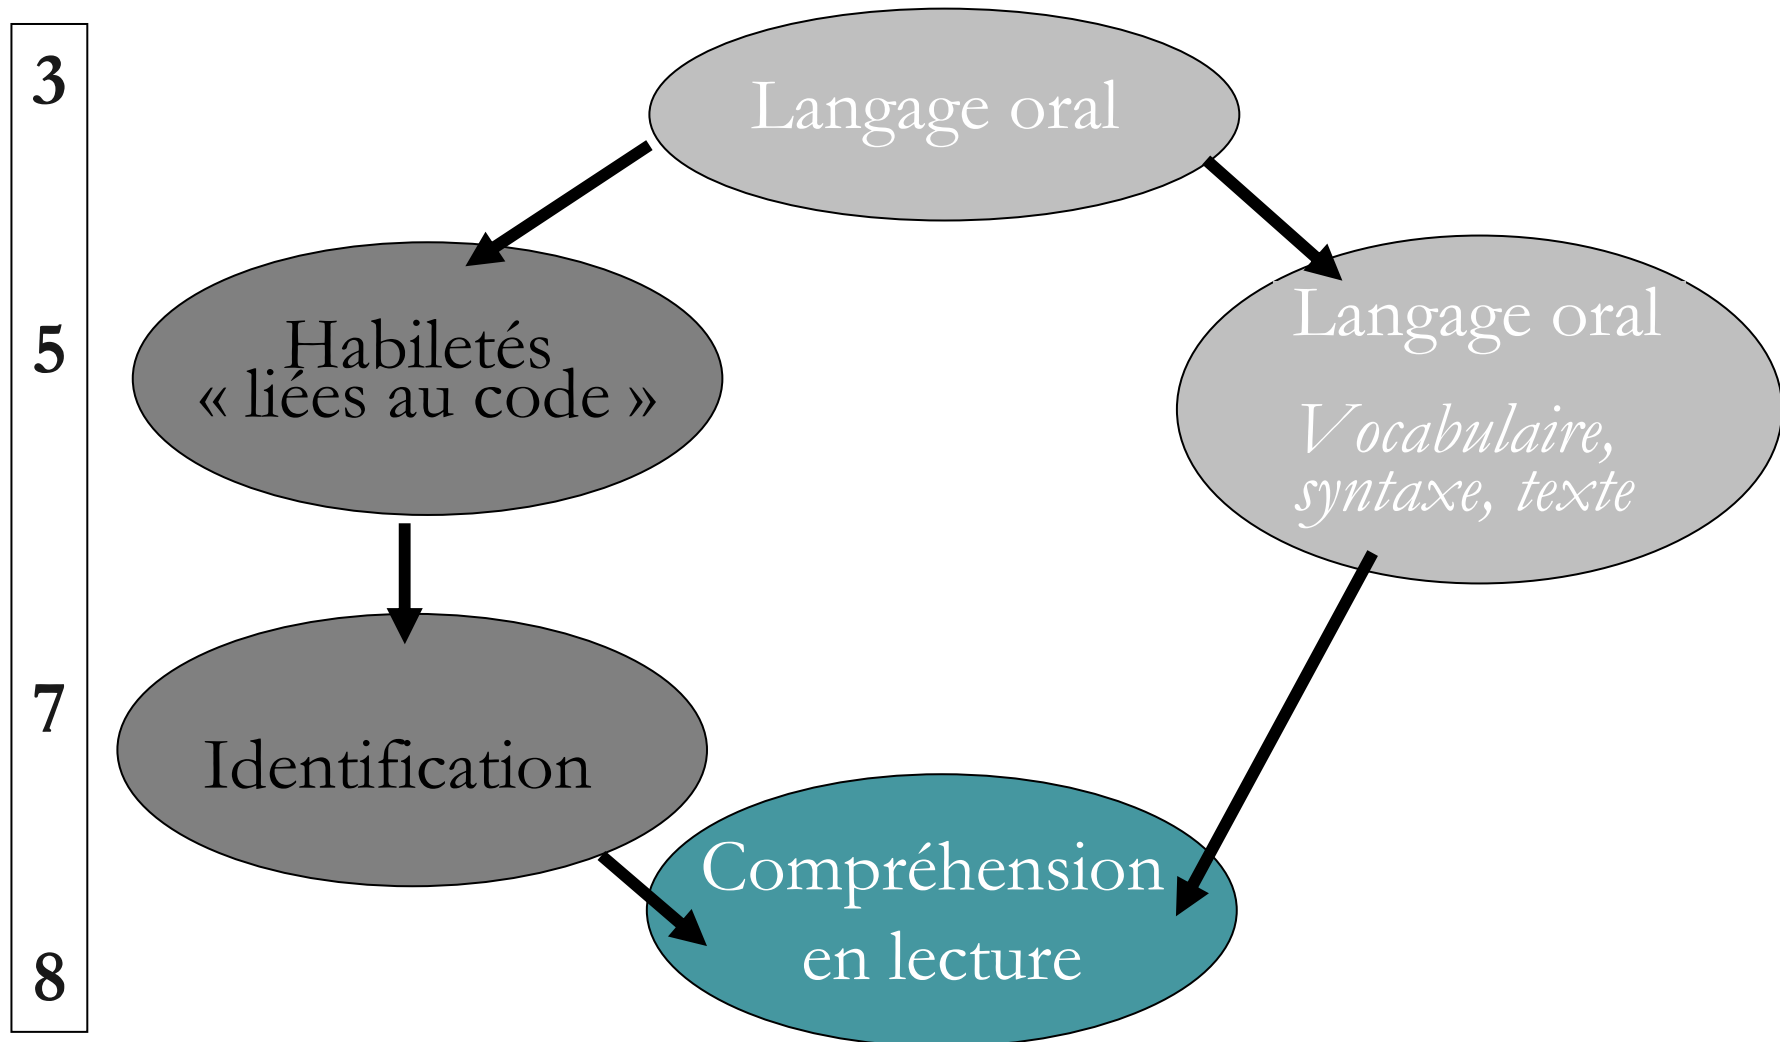 3
Langage oral
5
Habiletés
« liées au code »
Langage oral
Vocabulaire,
syntaxe, texte
7
Identification
Compréhension
en lecture
8